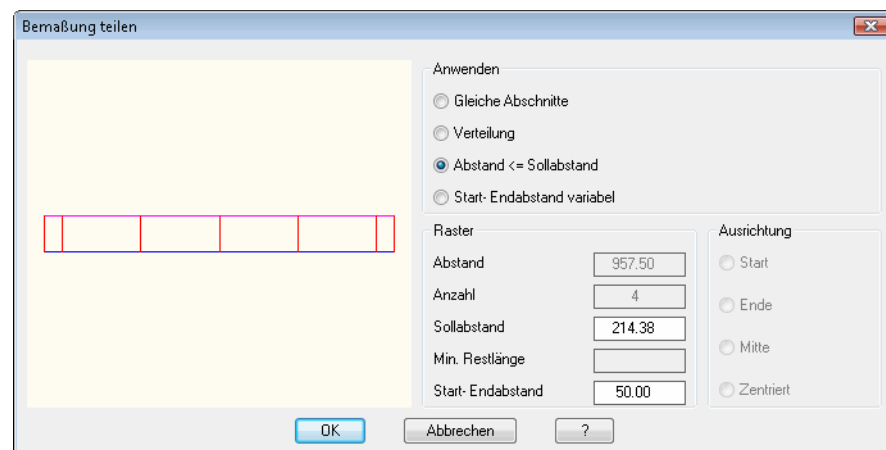 Bemaßung teilen
Anwenden
Gleiche Abschnitte
Verteilung
Abstand <= Sollabstand
Start- Endabstand variabel
Raster
Abstand 957.50
Anzahl 4
Sollabstand 214.38
Min. Restlänge
Start- Endabstand 50.00
Ausrichtung
Start
Ende
Mitte
Zentriert
OK Abbrechen ?